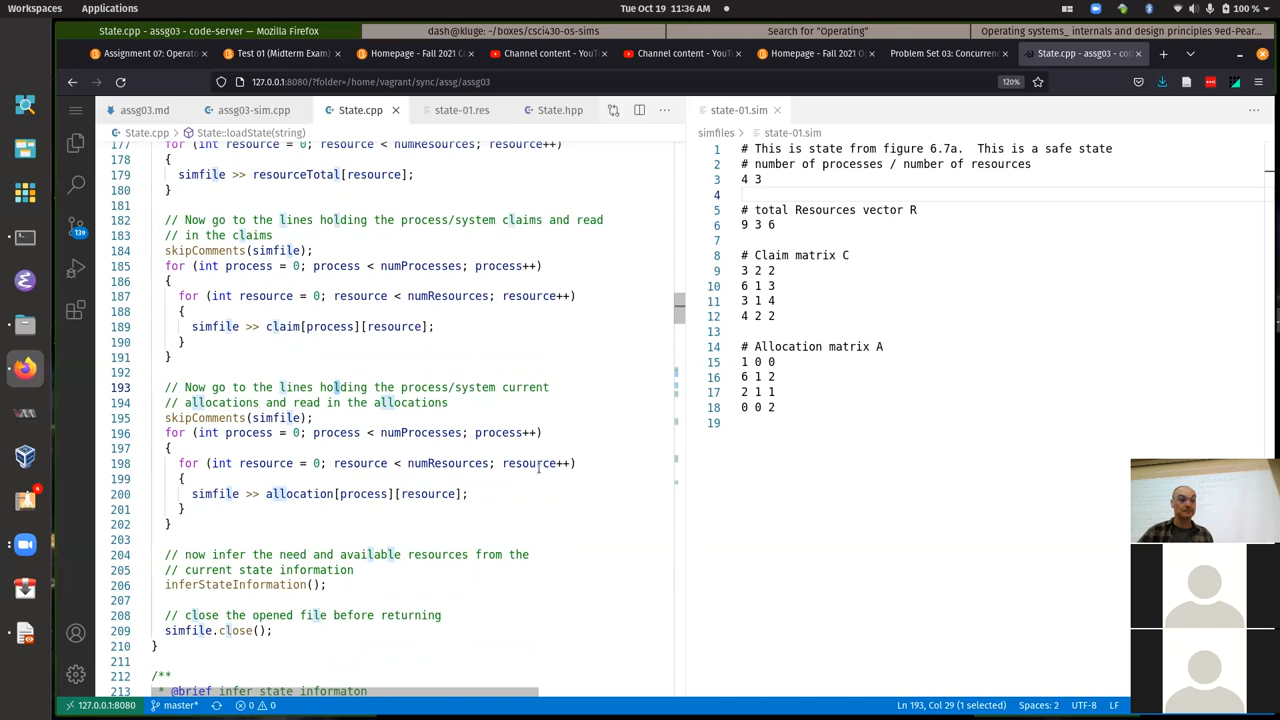 Workspaces Applications
Tue Oct 19 11:36 AM
100 %
State.cpp - assg03 - code-server — Mozilla Firefox
dash@kluge: ~/boxes/csci430-os-sims
Search for "Operating"
Operating systems_ internals and design principles 9ed-Pear...
Assignment 07: Operato
Test 01 (Midterm Exam)
Homepage - Fall 2021 C
Channel content - YouTu
Channel content - YouTu
Homepage - Fall 2021 O
Problem Set 03: Concurrenc
State.cpp - assg03 - cod
127.0.0.1:8080/?folder=/home/vagrant/sync/assg/assg03
120%
assg03.md
assg03-sim.cpp
State.cpp
state-01.res
State.hpp
state-01.sim
State.cpp > State::loadState(string)
simfiles > state-01.sim
177 for (int resource = 0; resource < numResources; resource++)
178 {
179 simfile >> resourceTotal[resource];
180 }
181
182 // Now go to the lines holding the process/system claims and read
183 // in the claims
184 skipComments(simfile);
185 for (int process = 0; process < numProcesses; process++)
186 {
187 for (int resource = 0; resource < numResources; resource++)
188 {
189 simfile >> claim[process][resource];
190 }
191 }
192
193 // Now go to the lines holding the process/system current
194 // allocations and read in the allocations
195 skipComments(simfile);
196 for (int process = 0; process < numProcesses; process++)
197 {
198 for (int resource = 0; resource < numResources; resource++)
199 {
200 simfile >> allocation[process][resource];
201 }
202 }
203
204 // now infer the need and available resources from the
205 // current state information
206 inferStateInformation();
207
208 // close the opened file before returning
209 simfile.close();
210 }
211
212 /**
213 * @brief infer state informaton
1 # This is state from figure 6.7a. This is a safe state
2 # number of processes / number of resources
3 4 3
4
5 # total Resources vector R
6 9 3 6
7
8 # Claim matrix C
9 3 2 2
10 6 1 3
11 3 1 4
12 4 2 2
13
14 # Allocation matrix A
15 1 0 0
16 6 1 2
17 2 1 1
18 0 0 2
19
139
6
127.0.0.1:8080
master*
0 0
Ln 193, Col 29 (1 selected)
Spaces: 2
UTF-8
LF